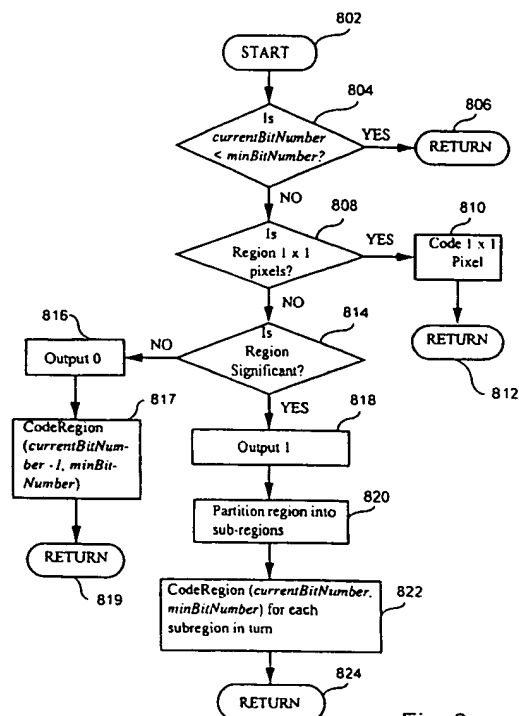 802
START
804
Is
currentBitNumber
< minBitNumber?
YES
806
RETURN
NO
808
Is
Region 1 x 1
pixels?
YES
810
Code 1 x 1
Pixel
NO
RETURN
812
814
Is
Region
Significant?
NO
816
Output 0
817
CodeRegion
(currentBitNum-
ber -1, minBit-
Number)
RETURN
819
YES
818
Output 1
820
Partition region into
sub-regions
822
CodeRegion (currentBitNumber,
minBitNumber) for each
subregion in turn
824
RETURN